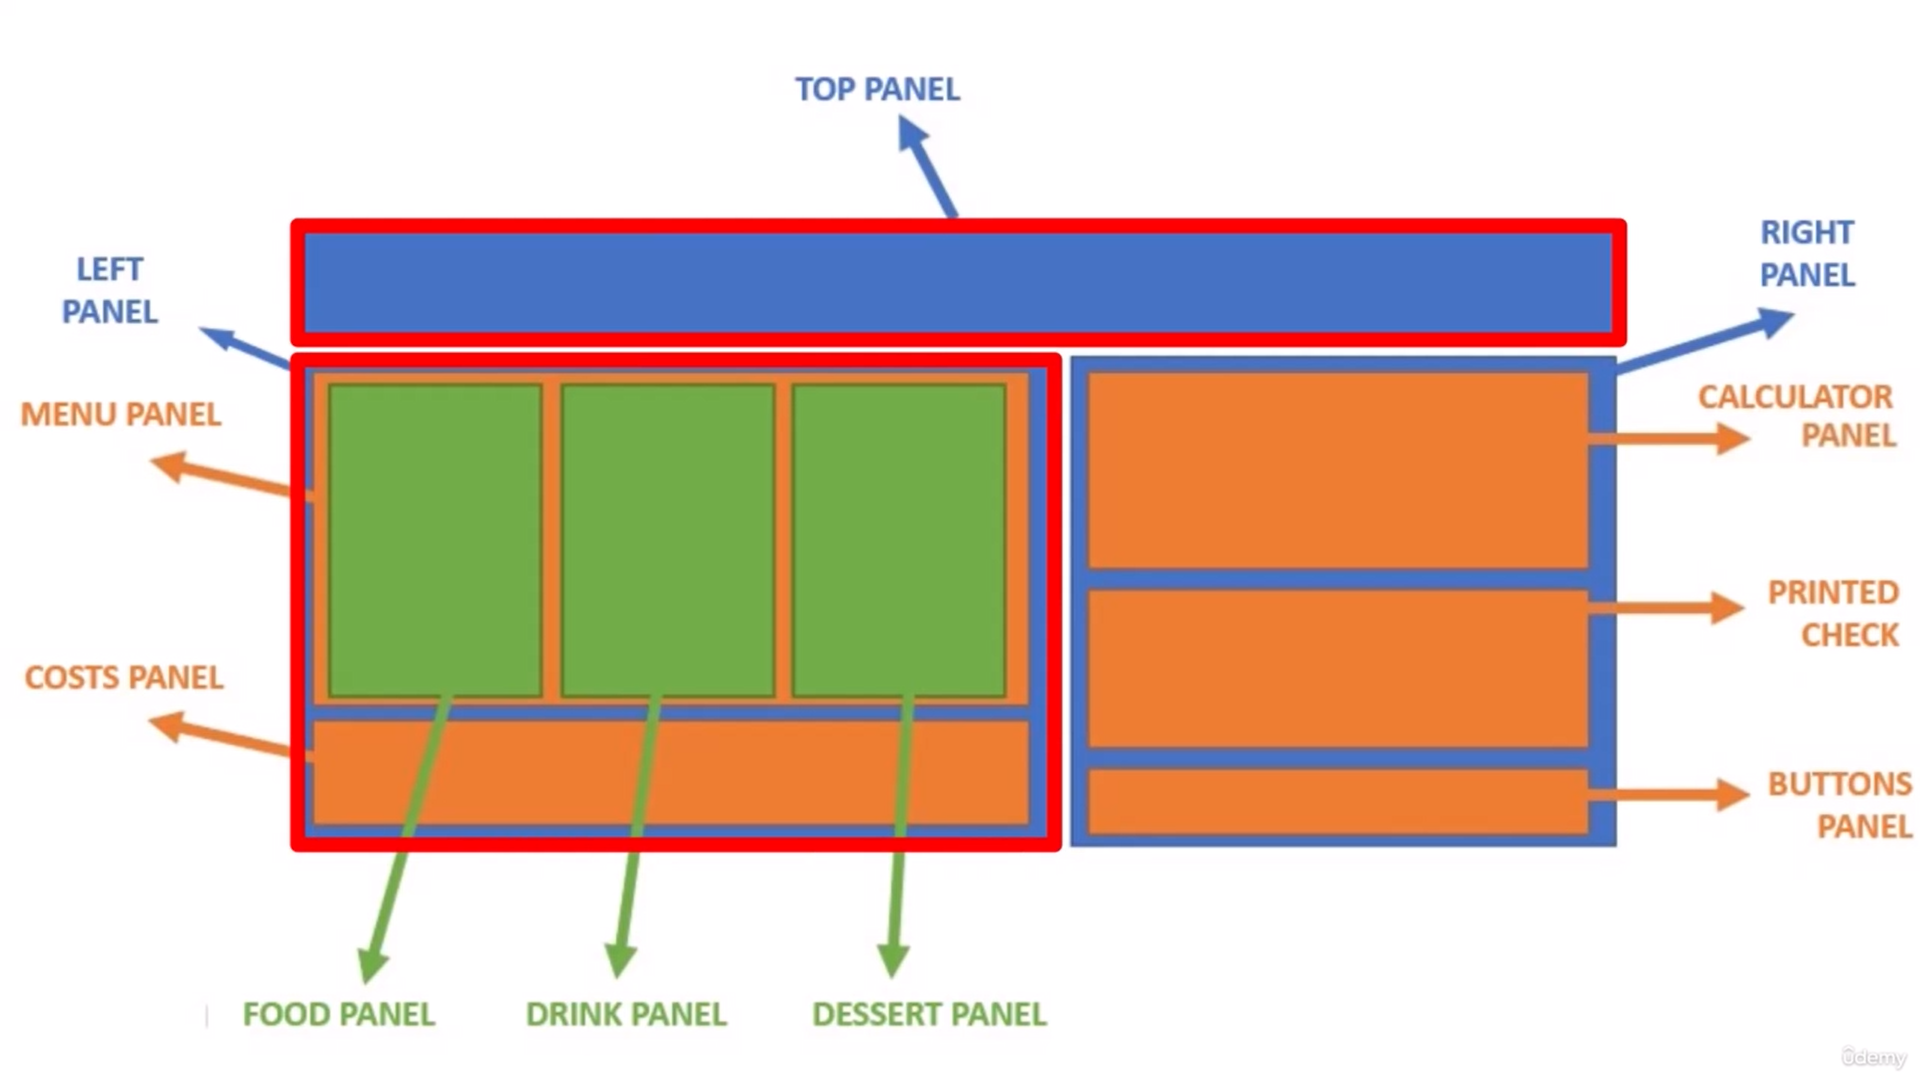 TOP PANEL
LEFT
PANEL
RIGHT
PANEL
MENU PANEL
CALCULATOR
PANEL
PRINTED
CHECK
COSTS PANEL
BUTTONS
PANEL
FOOD PANEL
DRINK PANEL
DESSERT PANEL
ûdemy